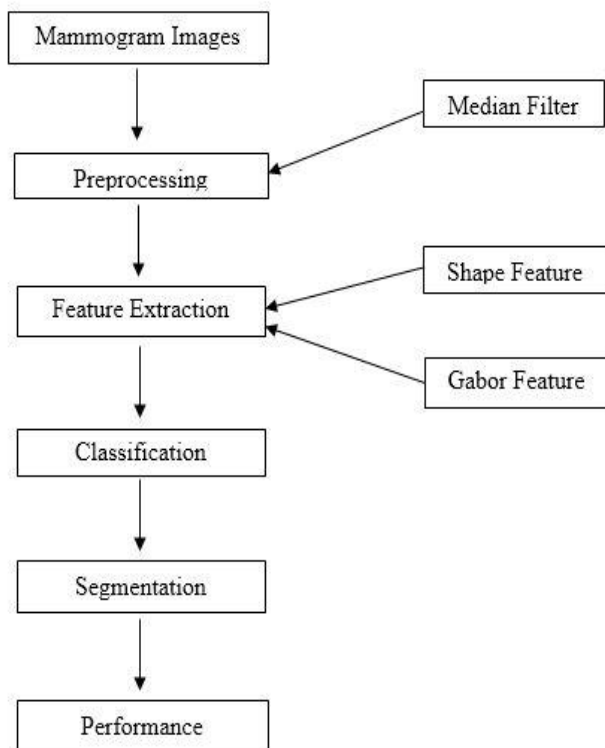 Mammogram Images
Median Filter
Preprocessing
Shape Feature
Feature Extraction
Gabor Feature
Classification
Segmentation
Performance